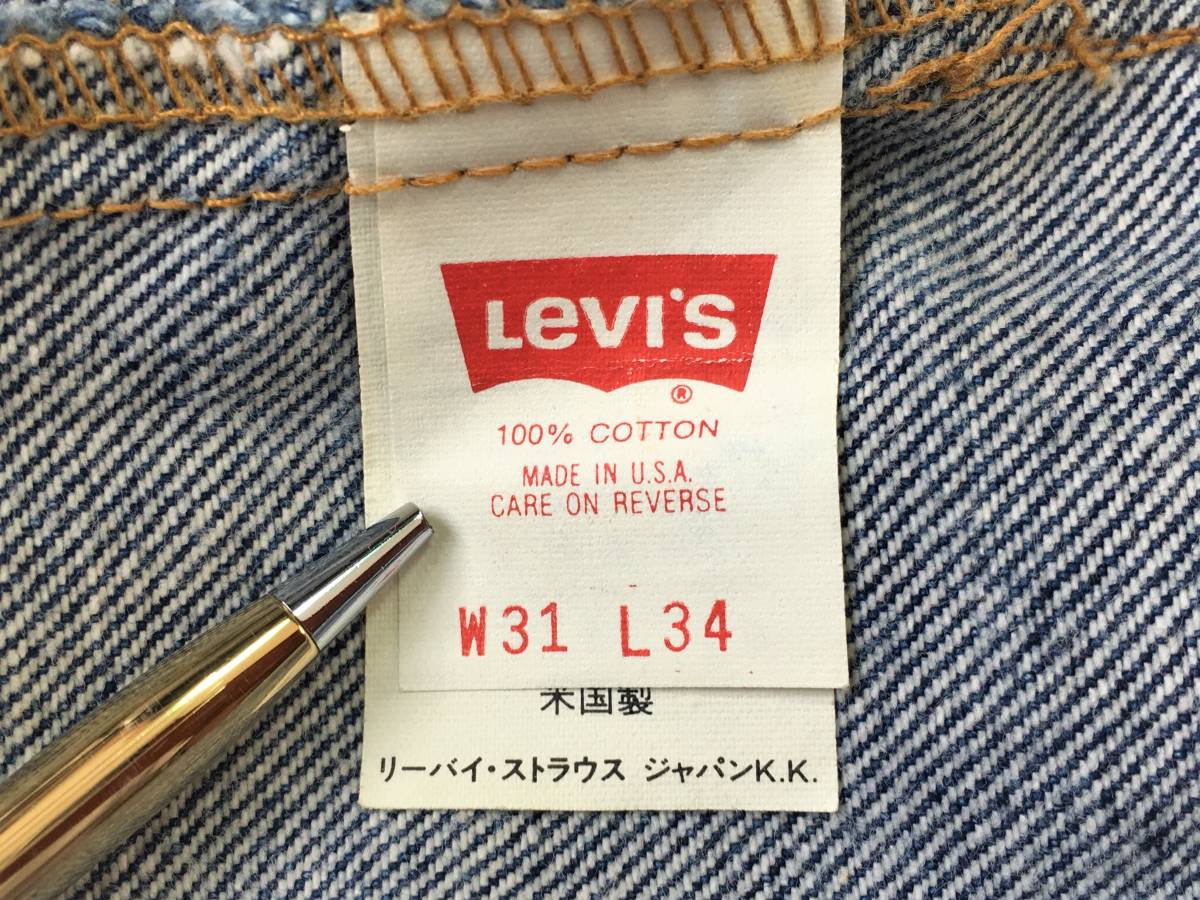 LEVI'S
®
100% COTTON
MADE IN U.S.A.
CARE ON REVERSE
W31 L34
米国製
リーバイ・ストラウス ジャパンK.K.